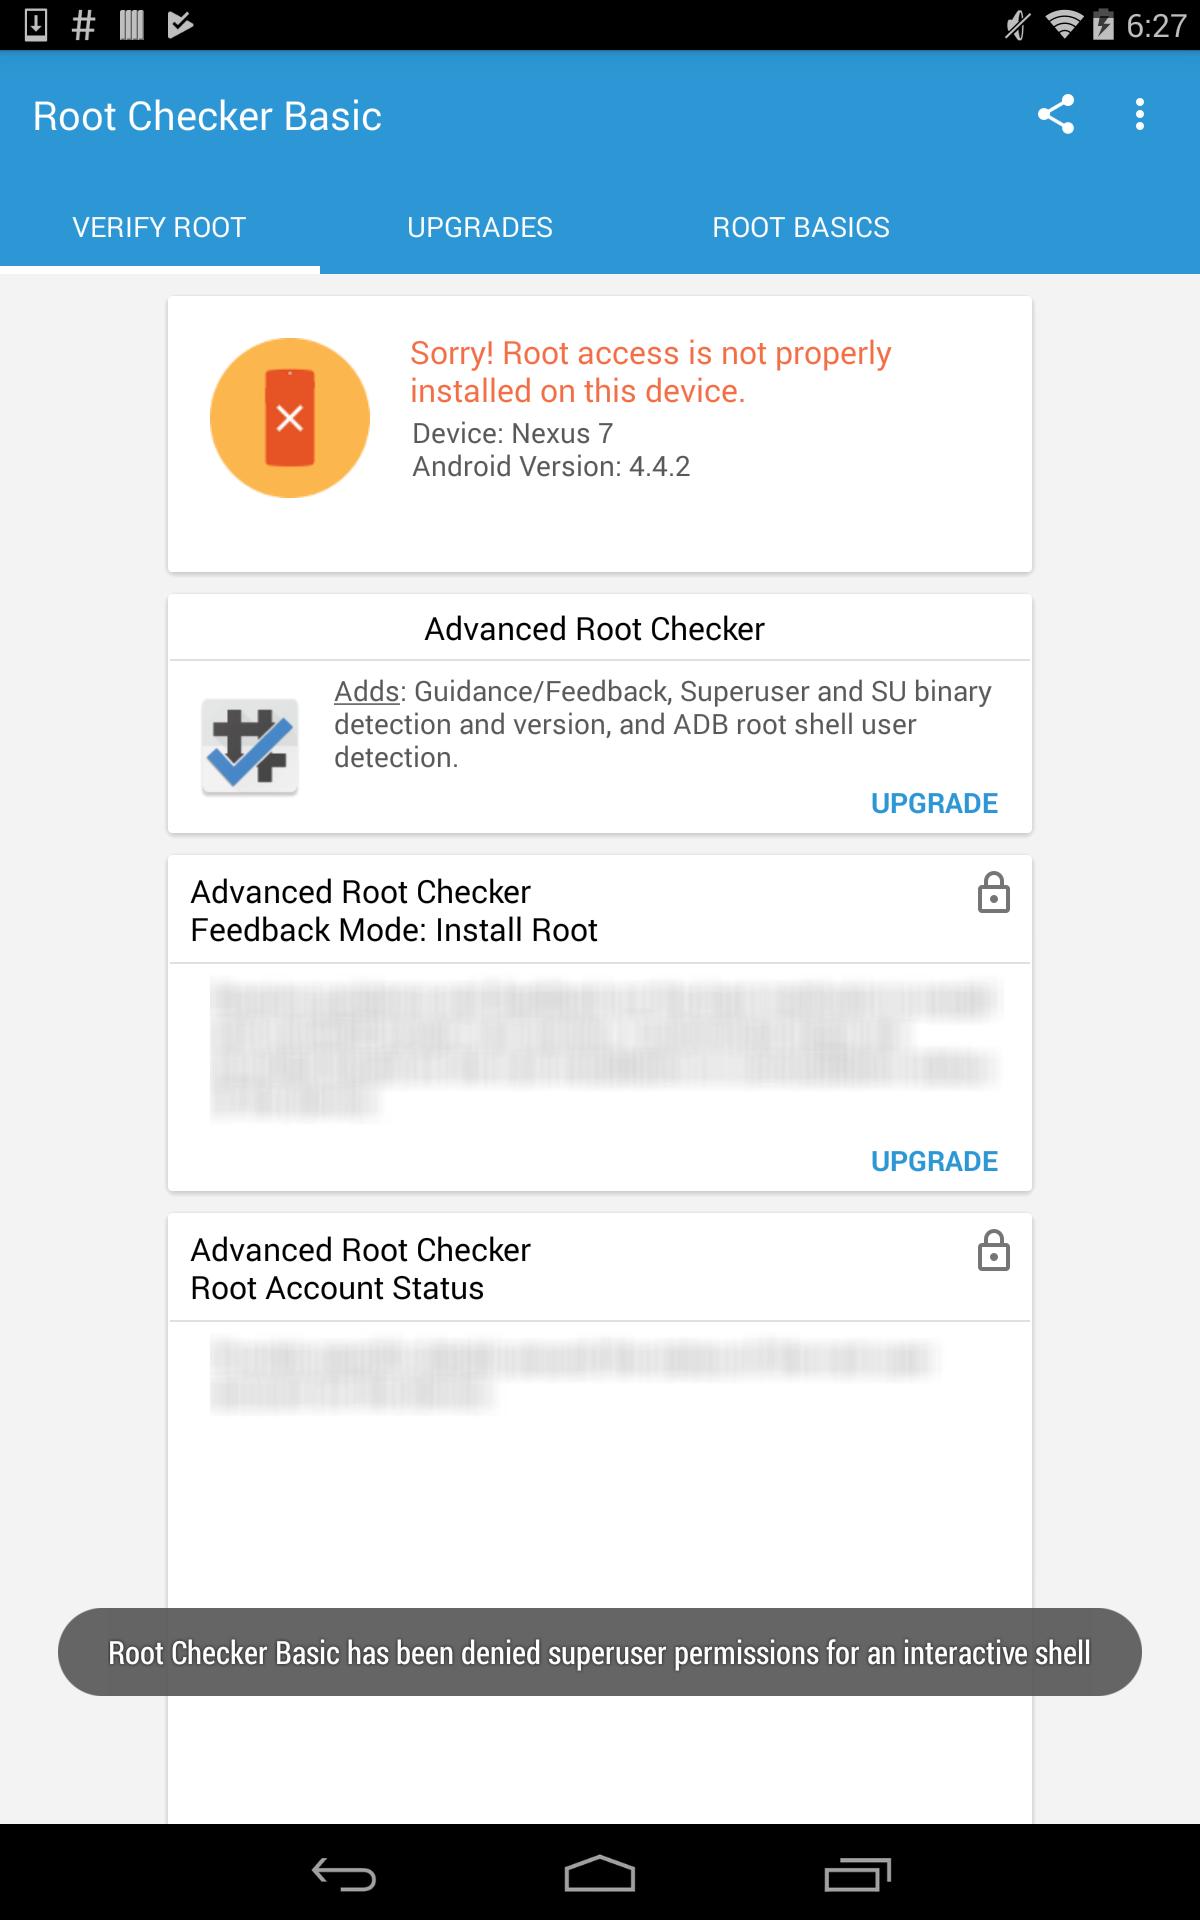 6:27
Root Checker Basic
VERIFY ROOT
UPGRADES
ROOT BASICS
Sorry! Root access is not properly
installed on this device.
Device: Nexus 7
Android Version: 4.4.2
Advanced Root Checker
Adds: Guidance/Feedback, Superuser and SU binary
detection and version, and ADB root shell user
detection.
UPGRADE
Advanced Root Checker
Feedback Mode: Install Root
UPGRADE
Advanced Root Checker
Root Account Status
Root Checker Basic has been denied superuser permissions for an interactive shell